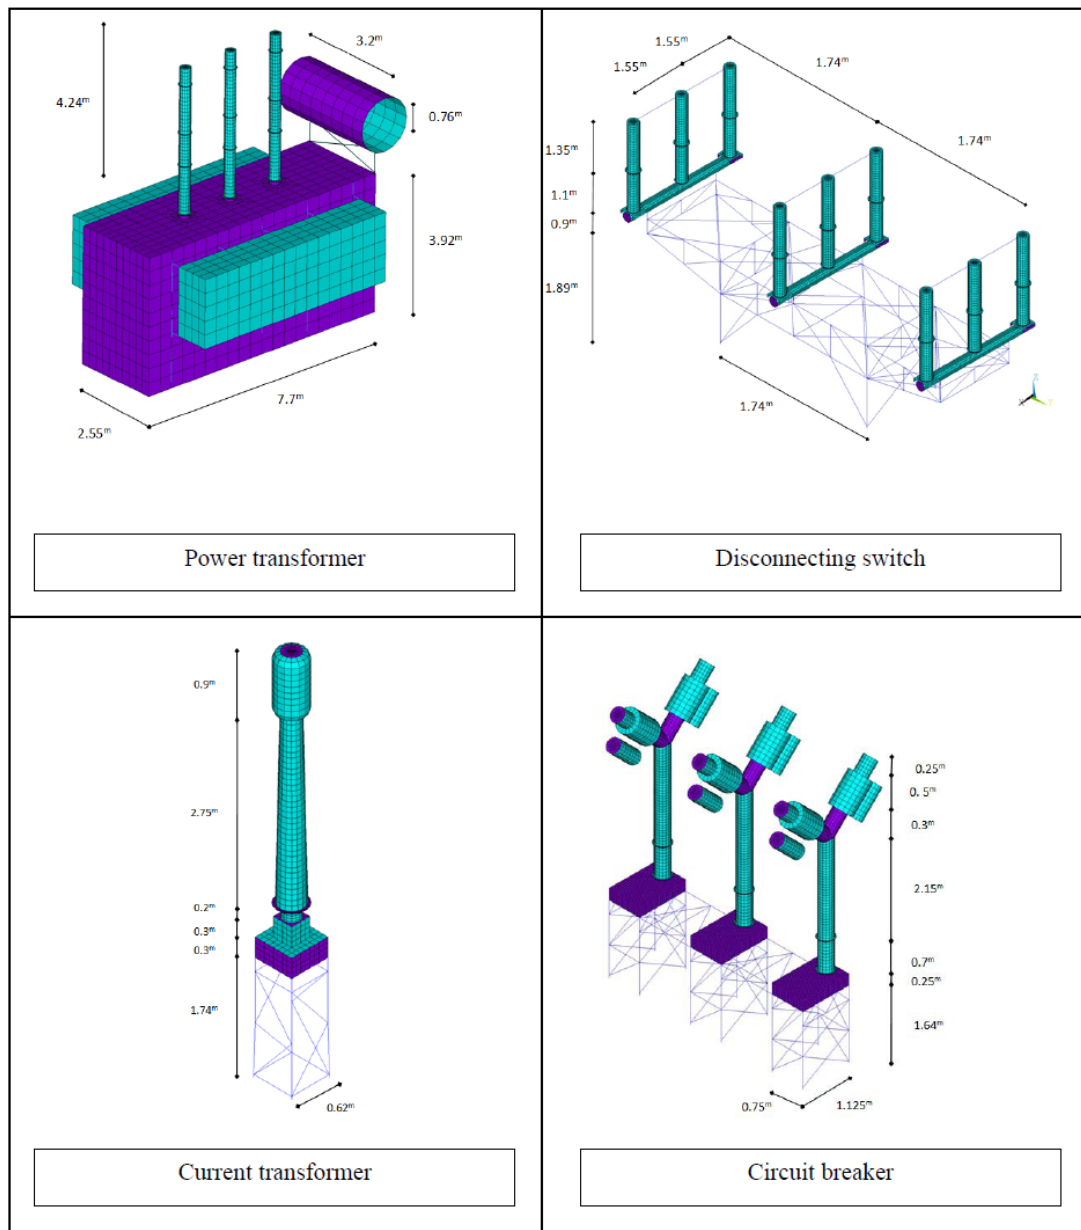 3.2m
4.24m
0.76m
3.92m
7.7m
2.55m
Power transformer
1.55m
1.55m
1.74m
1.74m
1.35m
1.1m
0.9m
1.89m
1.74m
Z
X
Y
Disconnecting switch
0.9m
2.75m
0.2m
0.3m
0.3m
1.74m
0.62m
Current transformer
0.25m
0. 5m
0.3m
2.15m
0.7m
0.25m
1.64m
0.75m
1.125m
Circuit breaker